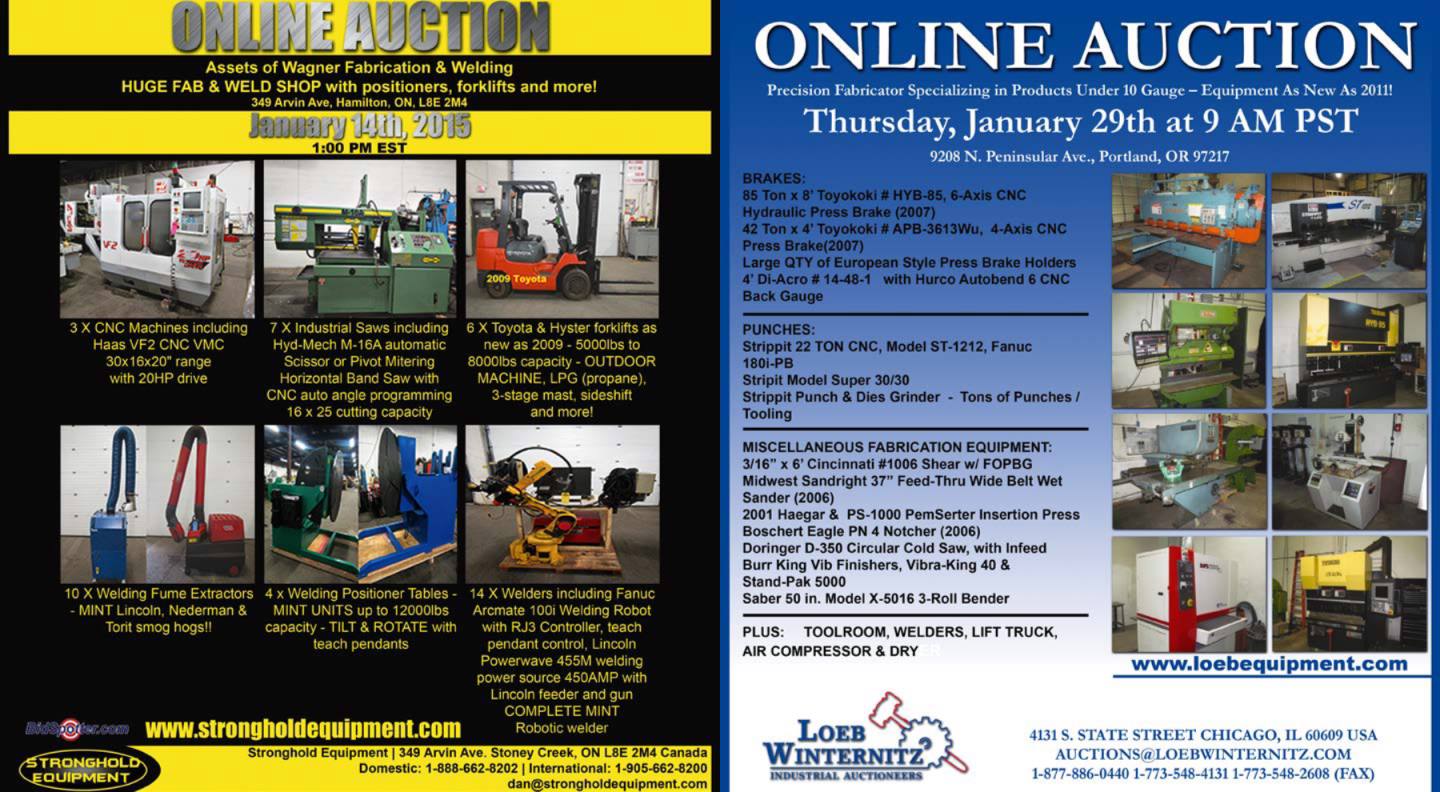 ONLINE AUCTION
Assets of Wagner Fabrication & Welding
HUGE FAB & WELD SHOP with positioners, forklifts and more!
349 Arvin Ave, Hamilton, ON, L8E 2M4
January 14th, 2015
1:00 PM EST
VF2
2009 Toyota
3 X CNC Machines including
Haas VF2 CNC VMC
30x16x20" range
with 20HP drive
7 X Industrial Saws including
Hyd-Mech M-16A automatic
Scissor or Pivot Mitering
Horizontal Band Saw with
CNC auto angle programming
16 x 25 cutting capacity
6 X Toyota & Hyster forklifts as
new as 2009 - 5000lbs to
8000lbs capacity - OUTDOOR
MACHINE, LPG (propane),
3-stage mast, sideshift
and more!
10 X Welding Fume Extractors
- MINT Lincoln, Nederman &
Torit smog hogs!!
4 x Welding Positioner Tables -
MINT UNITS up to 12000lbs
capacity - TILT & ROTATE with
teach pendants
14 X Welders including Fanuc
Arcmate 100i Welding Robot
with RJ3 Controller, teach
pendant control, Lincoln
Powerwave 455M welding
power source 450AMP with
Lincoln feeder and gun
COMPLETE MINT
Robotic welder
BidSpotter.com
www.strongholdequipment.com
STRONGHOLD
EQUIPMENT
Stronghold Equipment | 349 Arvin Ave. Stoney Creek, ON L8E 2M4 Canada
Domestic: 1-888-662-8202 | International: 1-905-662-8200
dan@strongholdequipment.com
ONLINE AUCTION
Precision Fabricator Specializing in Products Under 10 Gauge – Equipment As New As 2011!
Thursday, January 29th at 9 AM PST
9208 N. Peninsular Ave., Portland, OR 97217
BRAKES:
85 Ton x 8' Toyokoki # HYB-85, 6-Axis CNC
Hydraulic Press Brake (2007)
42 Ton x 4' Toyokoki # APB-3613Wu, 4-Axis CNC
Press Brake(2007)
Large QTY of European Style Press Brake Holders
4' Di-Acro # 14-48-1 with Hurco Autobend 6 CNC
Back Gauge
PUNCHES:
Strippit 22 TON CNC, Model ST-1212, Fanuc
180i-PB
Stripit Model Super 30/30
Strippit Punch & Dies Grinder - Tons of Punches /
Tooling
MISCELLANEOUS FABRICATION EQUIPMENT:
3/16" x 6' Cincinnati #1006 Shear w/ FOPBG
Midwest Sandright 37" Feed-Thru Wide Belt Wet
Sander (2006)
2001 Haegar & PS-1000 PemSerter Insertion Press
Boschert Eagle PN 4 Notcher (2006)
Doringer D-350 Circular Cold Saw, with Infeed
Burr King Vib Finishers, Vibra-King 40 &
Stand-Pak 5000
Saber 50 in. Model X-5016 3-Roll Bender
PLUS: TOOLROOM, WELDERS, LIFT TRUCK,
AIR COMPRESSOR & DRYER
HYB 85
www.loebequipment.com
LOEB
WINTERNITZ
INDUSTRIAL AUCTIONEERS
4131 S. STATE STREET CHICAGO, IL 60609 USA
AUCTIONS@LOEBWINTERNITZ.COM
1-877-886-0440 1-773-548-4131 1-773-548-2608 (FAX)